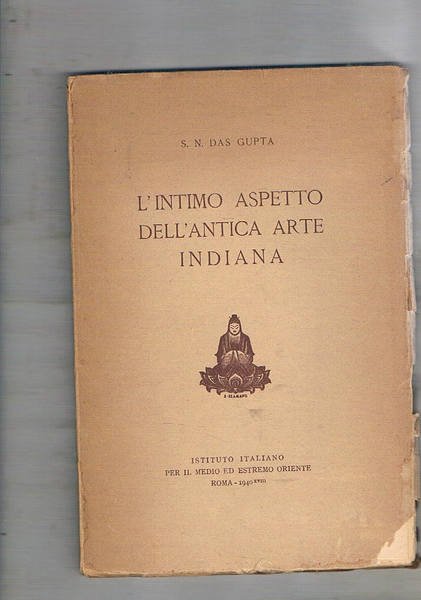 S. N. DAS GUPTA
L'INTIMO ASPETTO
DELL'ANTICA ARTE
INDIANA
ISTITUTO ITALIANO
PER IL MEDIO ED ESTREMO ORIENTE
ROMA - 1940 XVIII